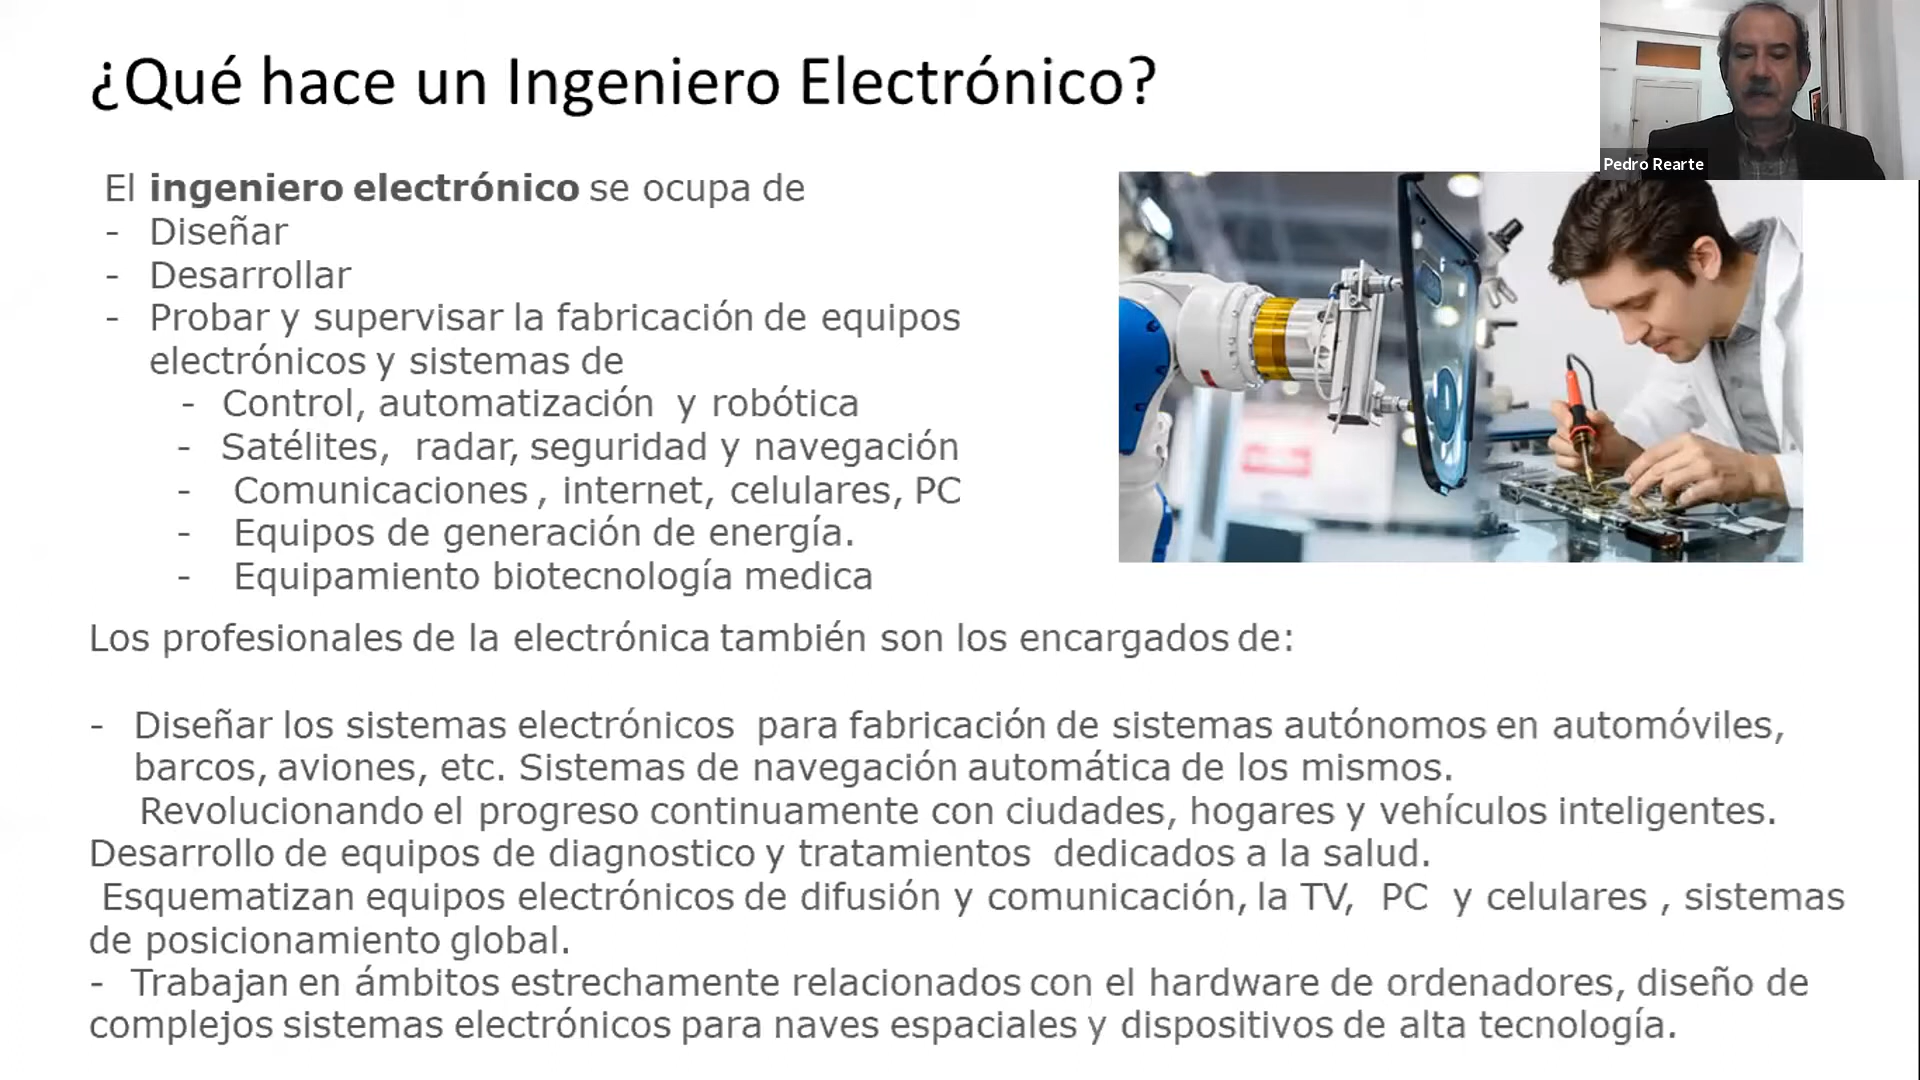 ¿Qué hace un Ingeniero Electrónico?
Pedro Rearte
El ingeniero electrónico se ocupa de
- Diseñar
- Desarrollar
- Probar y supervisar la fabricación de equipos
electrónicos y sistemas de
- Control, automatización y robótica
- Satélites, radar, seguridad y navegación
- Comunicaciones , internet, celulares, PC
- Equipos de generación de energía.
- Equipamiento biotecnología medica
Los profesionales de la electrónica también son los encargados de:
- Diseñar los sistemas electrónicos para fabricación de sistemas autónomos en automóviles,
barcos, aviones, etc. Sistemas de navegación automática de los mismos.
Revolucionando el progreso continuamente con ciudades, hogares y vehículos inteligentes.
Desarrollo de equipos de diagnostico y tratamientos dedicados a la salud.
Esquematizan equipos electrónicos de difusión y comunicación, la TV, PC y celulares , sistemas
de posicionamiento global.
- Trabajan en ámbitos estrechamente relacionados con el hardware de ordenadores, diseño de
complejos sistemas electrónicos para naves espaciales y dispositivos de alta tecnología.